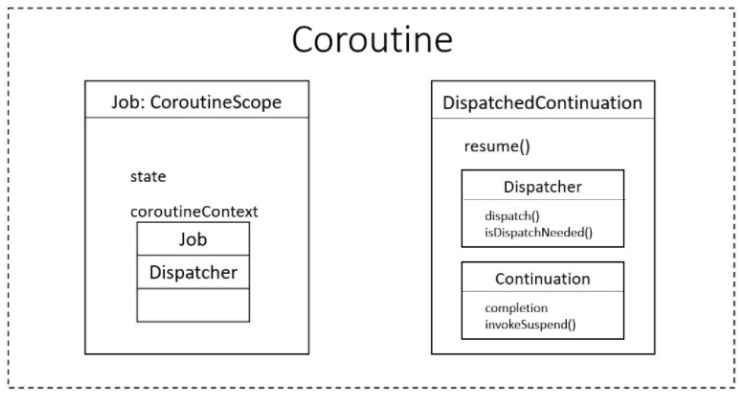 Coroutine
Job: CoroutineScope
state
coroutineContext
Job
Dispatcher
DispatchedContinuation
resume()
Dispatcher
dispatch()
isDispatchNeeded()
Continuation
completion
invokeSuspend()